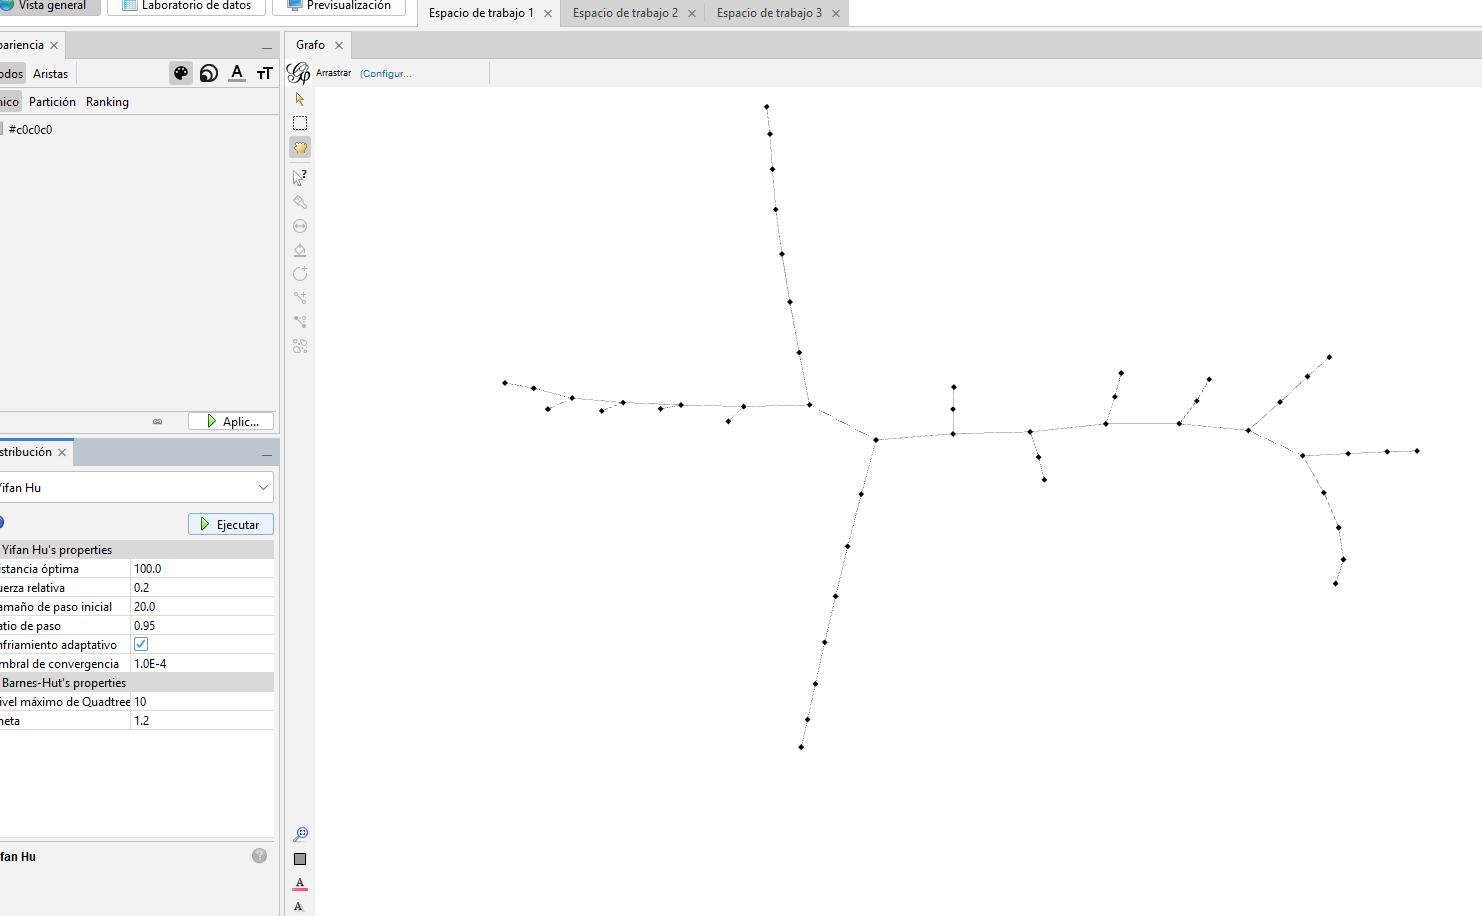 Vista general
Laboratorio de datos
Previsualización
Espacio de trabajo 1
Espacio de trabajo 2
Espacio de trabajo 3
pariencia
Grafo
odos
Aristas
A
TT
Arrastrar
(Configur...
nico
Partición
Ranking
#c0c0c0
Aplic...
stribución
Yifan Hu
Ejecutar
Yifan Hu's properties
istancia óptima 100.0
uerza relativa 0.2
amaño de paso inicial 20.0
atio de paso 0.95
nfriamiento adaptativo
mbral de convergencia 1.0E-4
Barnes-Hut's properties
ivel máximo de Quadtree 10
heta 1.2
fan Hu
?
A
A